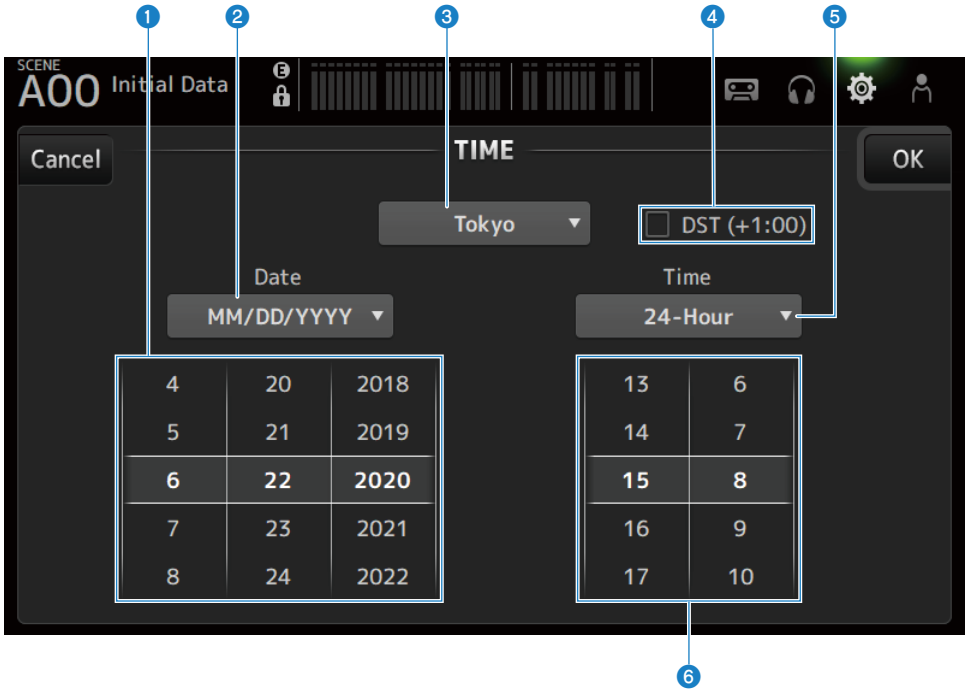 1 2 3 4 5
SCENE
A00 Initial Data E
Cancel TIME OK
Tokyo ▼ DST (+1:00)
Date Time
MM/DD/YYYY ▼ 24-Hour ▼
4 20 2018 13 6
5 21 2019 14 7
6 22 2020 15 8
7 23 2021 16 9
8 24 2022 17 10
6